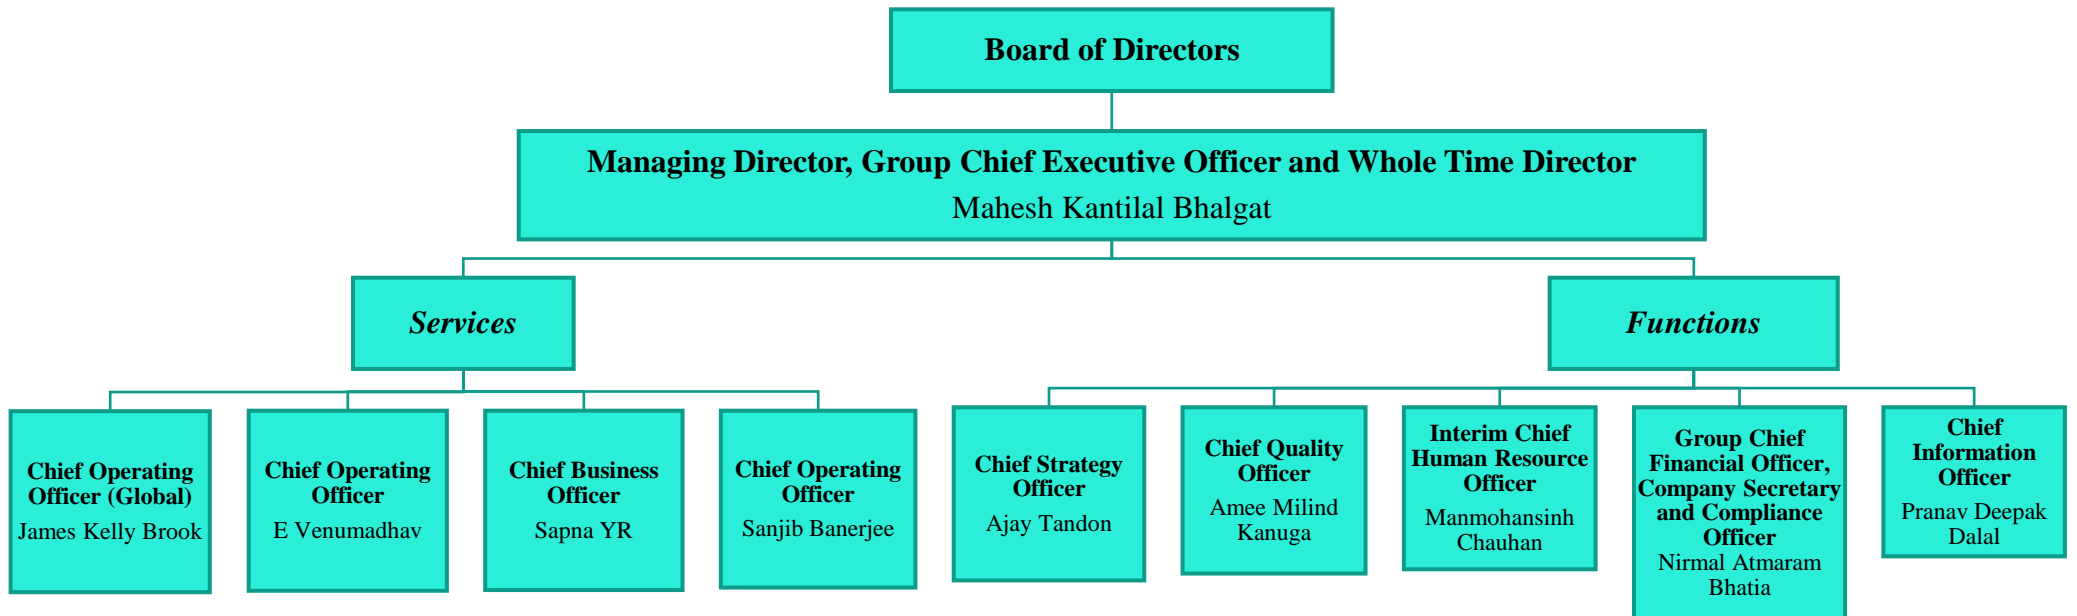 Board of Directors
Managing Director, Group Chief Executive Officer and Whole Time Director
Mahesh Kantilal Bhalgat
Services
Functions
Chief Operating
Officer (Global)
James Kelly Brook
Chief Operating
Officer
E Venumadhav
Chief Business
Officer
Sapna YR
Chief Operating
Officer
Sanjib Banerjee
Chief Strategy
Officer
Ajay Tandon
Chief Quality
Officer
Amee Milind
Kanuga
Interim Chief
Human Resource
Officer
Manmohansinh
Chauhan
Group Chief
Financial Officer,
Company Secretary
and Compliance
Officer
Nirmal Atmaram
Bhatia
Chief
Information
Officer
Pranav Deepak
Dalal